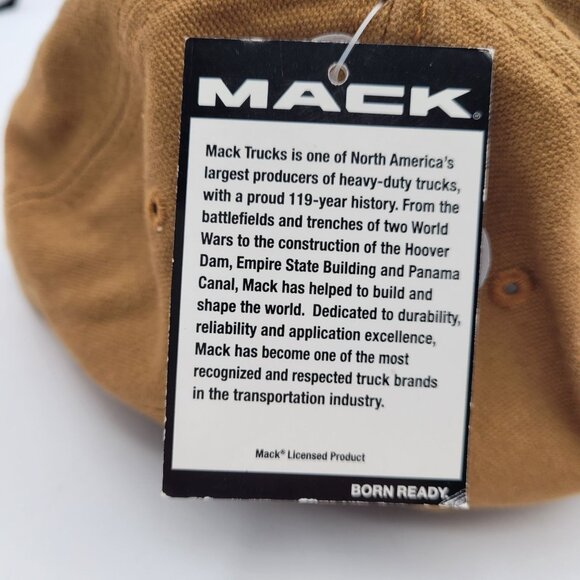 MACK®
Mack Trucks is one of North America's
largest producers of heavy-duty trucks,
with a proud 119-year history. From the
battlefields and trenches of two World
Wars to the construction of the Hoover
Dam, Empire State Building and Panama
Canal, Mack has helped to build and
shape the world. Dedicated to durability,
reliability and application excellence,
Mack has become one of the most
recognized and respected truck brands
in the transportation industry.
Mack® Licensed Product
BORN READY.